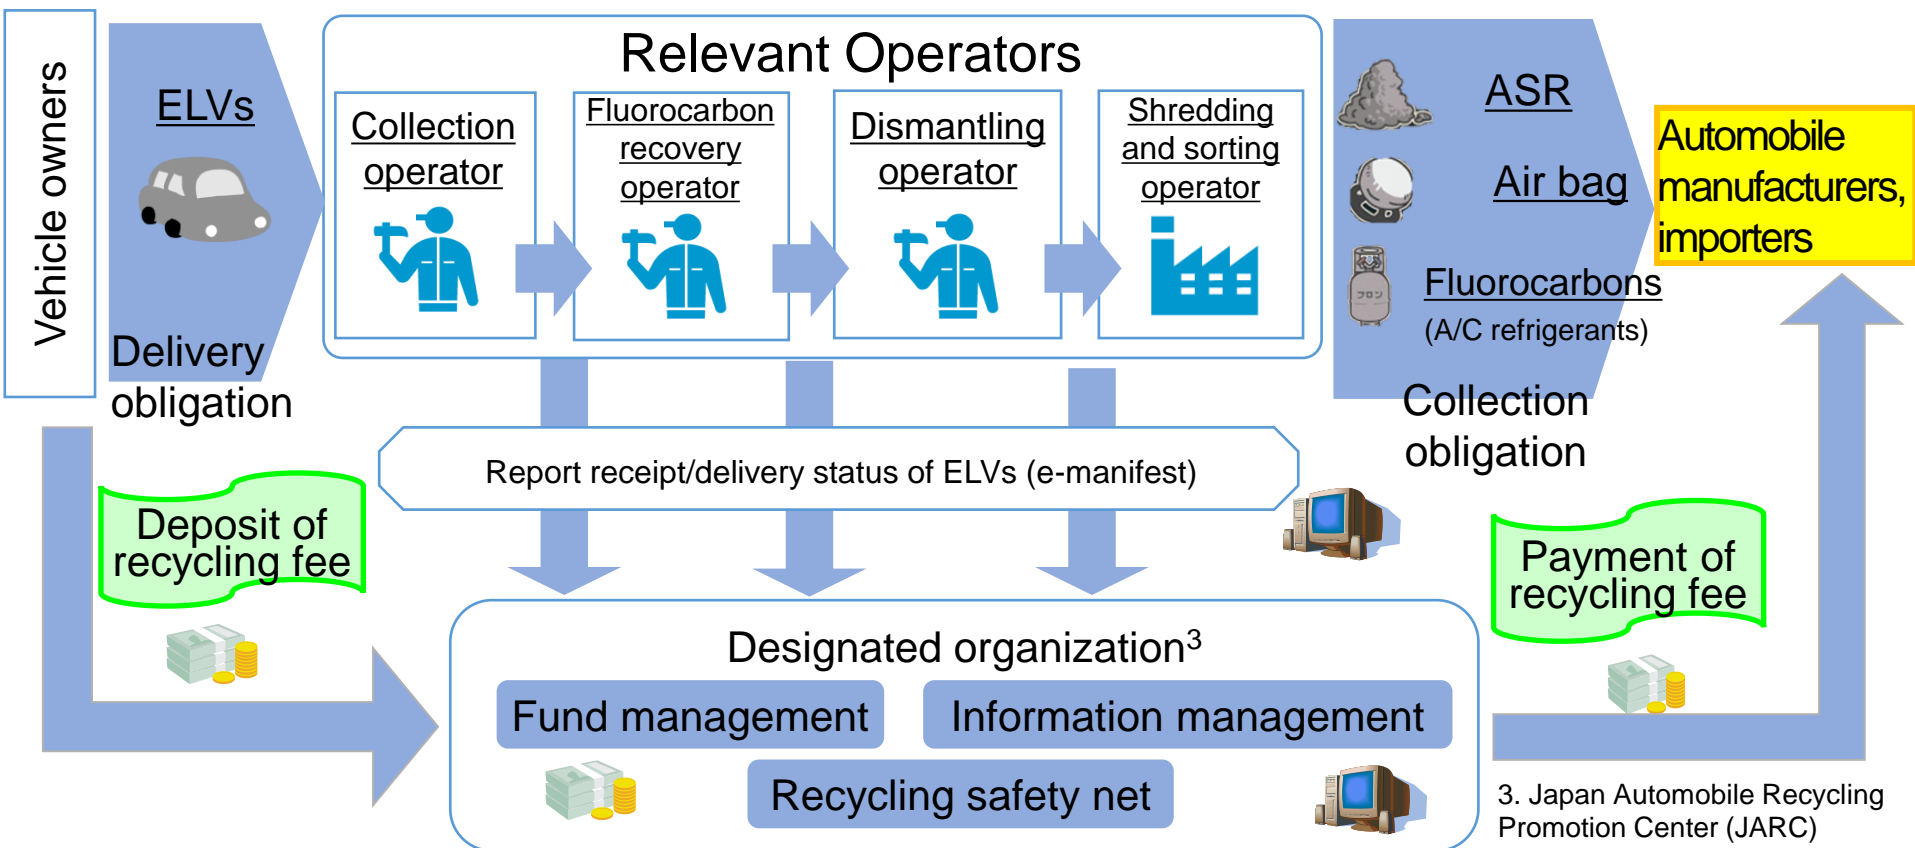 Vehicle owners
ELVs
Delivery
obligation
Relevant Operators
Collection
operator
Fluorocarbon
recovery
operator
Dismantling
operator
Shredding
and sorting
operator
ASR
Air bag
フロン
Fluorocarbons
(A/C refrigerants)
Collection
obligation
Automobile
manufacturers,
importers
Report receipt/delivery status of ELVs (e-manifest)
Deposit of
recycling fee
Payment of
recycling fee
Designated organization³
Fund management
Information management
Recycling safety net
3. Japan Automobile Recycling
Promotion Center (JARC)